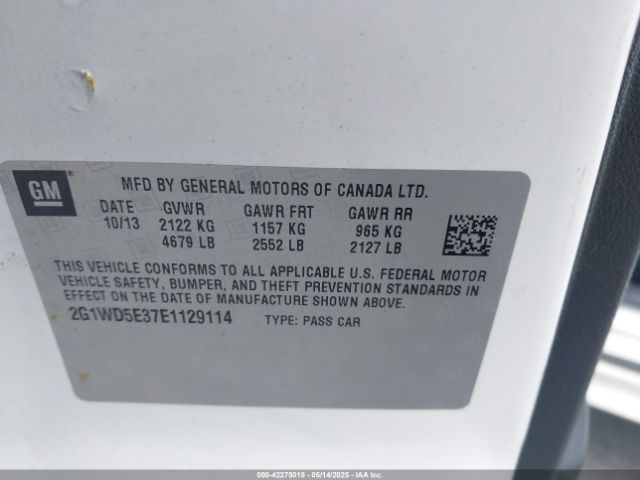 GM
MFD BY GENERAL MOTORS OF CANADA LTD.
DATE GVWR GAWR FRT GAWR RR
10/13 2122 KG 1157 KG 965 KG
4679 LB 2552 LB 2127 LB
THIS VEHICLE CONFORMS TO ALL APPLICABLE U.S. FEDERAL MOTOR
VEHICLE SAFETY, BUMPER, AND THEFT PREVENTION STANDARDS IN
EFFECT ON THE DATE OF MANUFACTURE SHOWN ABOVE.
2G1WD5E37E1129114 TYPE: PASS CAR
000-42275018 - 05/14/2025 - IAA Inc.